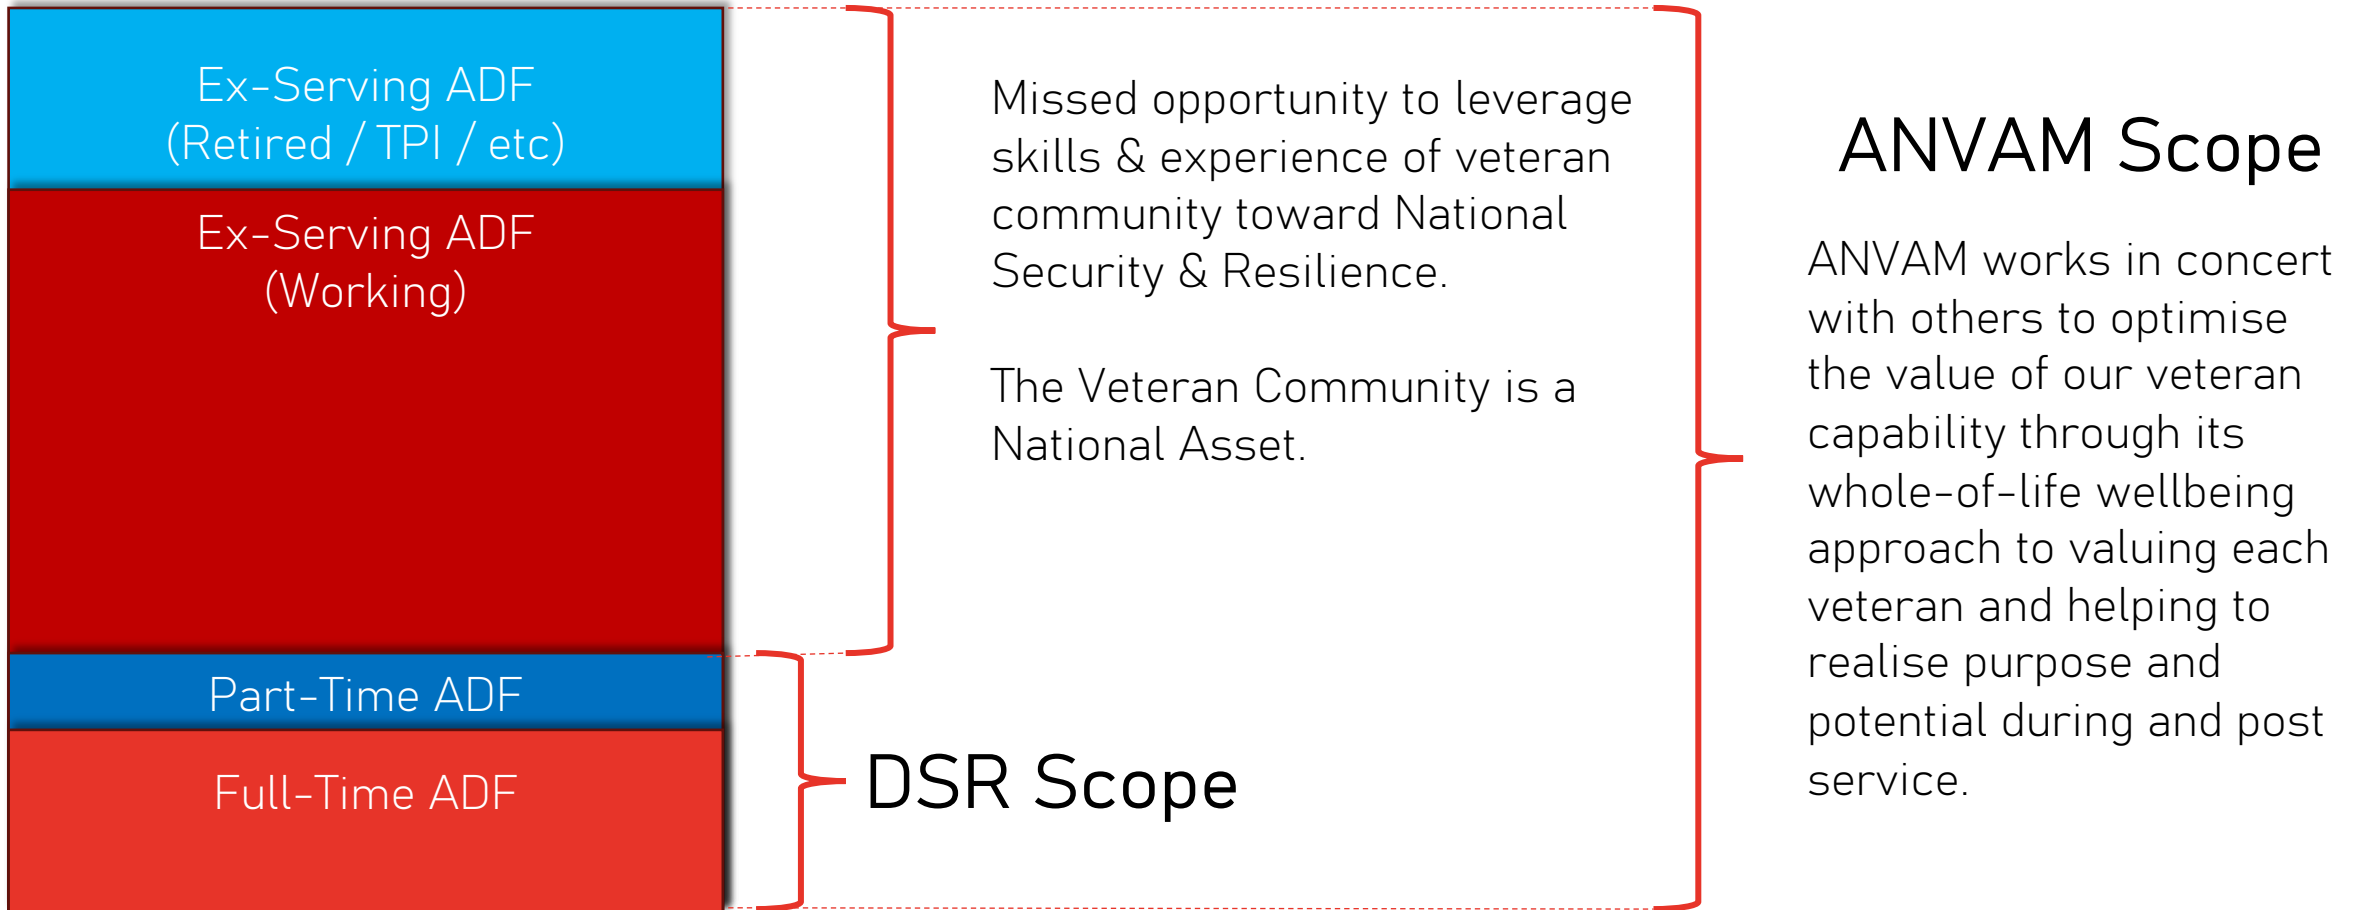 Ex-Serving ADF
(Retired / TPI / etc)
Ex-Serving ADF
(Working)
Part-Time ADF
Full-Time ADF
Missed opportunity to leverage
skills & experience of veteran
community toward National
Security & Resilience.
The Veteran Community is a
National Asset.
DSR Scope
ANVAM Scope
ANVAM works in concert
with others to optimise
the value of our veteran
capability through its
whole-of-life wellbeing
approach to valuing each
veteran and helping to
realise purpose and
potential during and post
service.